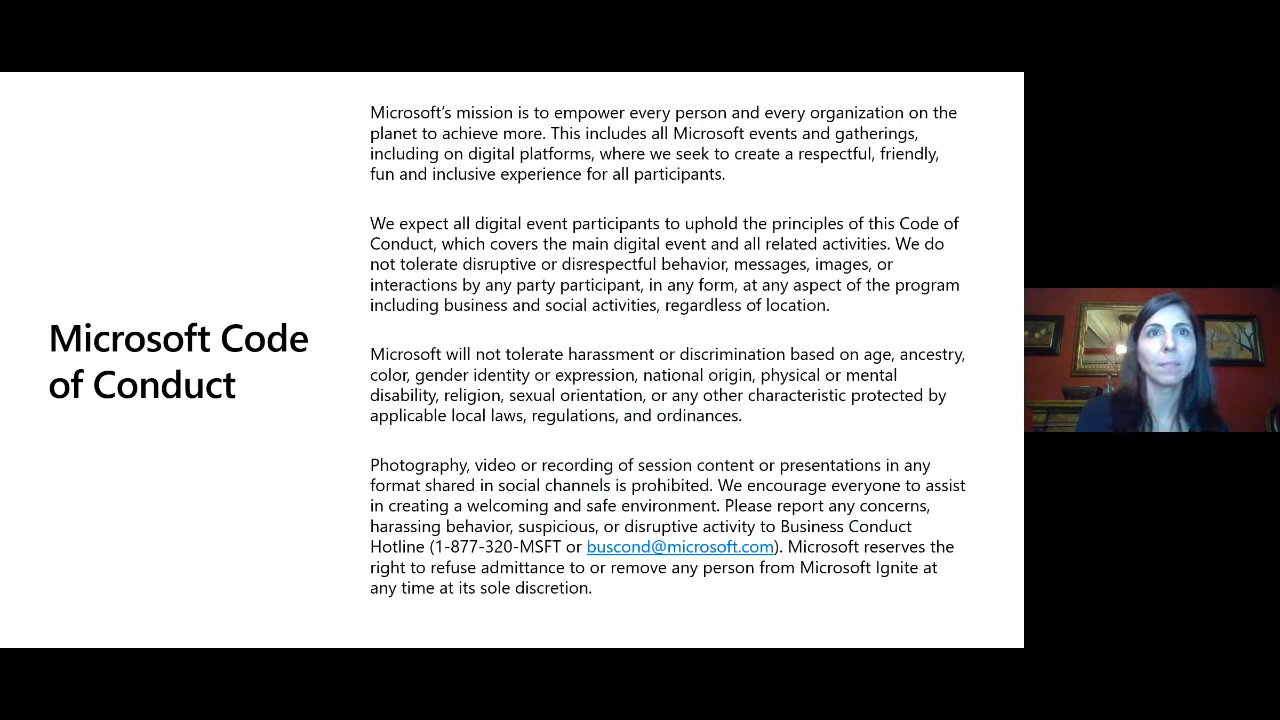 Microsoft Code
of Conduct
Microsoft's mission is to empower every person and every organization on the
planet to achieve more. This includes all Microsoft events and gatherings,
including on digital platforms, where we seek to create a respectful, friendly,
fun and inclusive experience for all participants.
We expect all digital event participants to uphold the principles of this Code of
Conduct, which covers the main digital event and all related activities. We do
not tolerate disruptive or disrespectful behavior, messages, images, or
interactions by any party participant, in any form, at any aspect of the program
including business and social activities, regardless of location.
Microsoft will not tolerate harassment or discrimination based on age, ancestry,
color, gender identity or expression, national origin, physical or mental
disability, religion, sexual orientation, or any other characteristic protected by
applicable local laws, regulations, and ordinances.
Photography, video or recording of session content or presentations in any
format shared in social channels is prohibited. We encourage everyone to assist
in creating a welcoming and safe environment. Please report any concerns,
harassing behavior, suspicious, or disruptive activity to Business Conduct
Hotline (1-877-320-MSFT or buscond@microsoft.com). Microsoft reserves the
right to refuse admittance to or remove any person from Microsoft Ignite at
any time at its sole discretion.